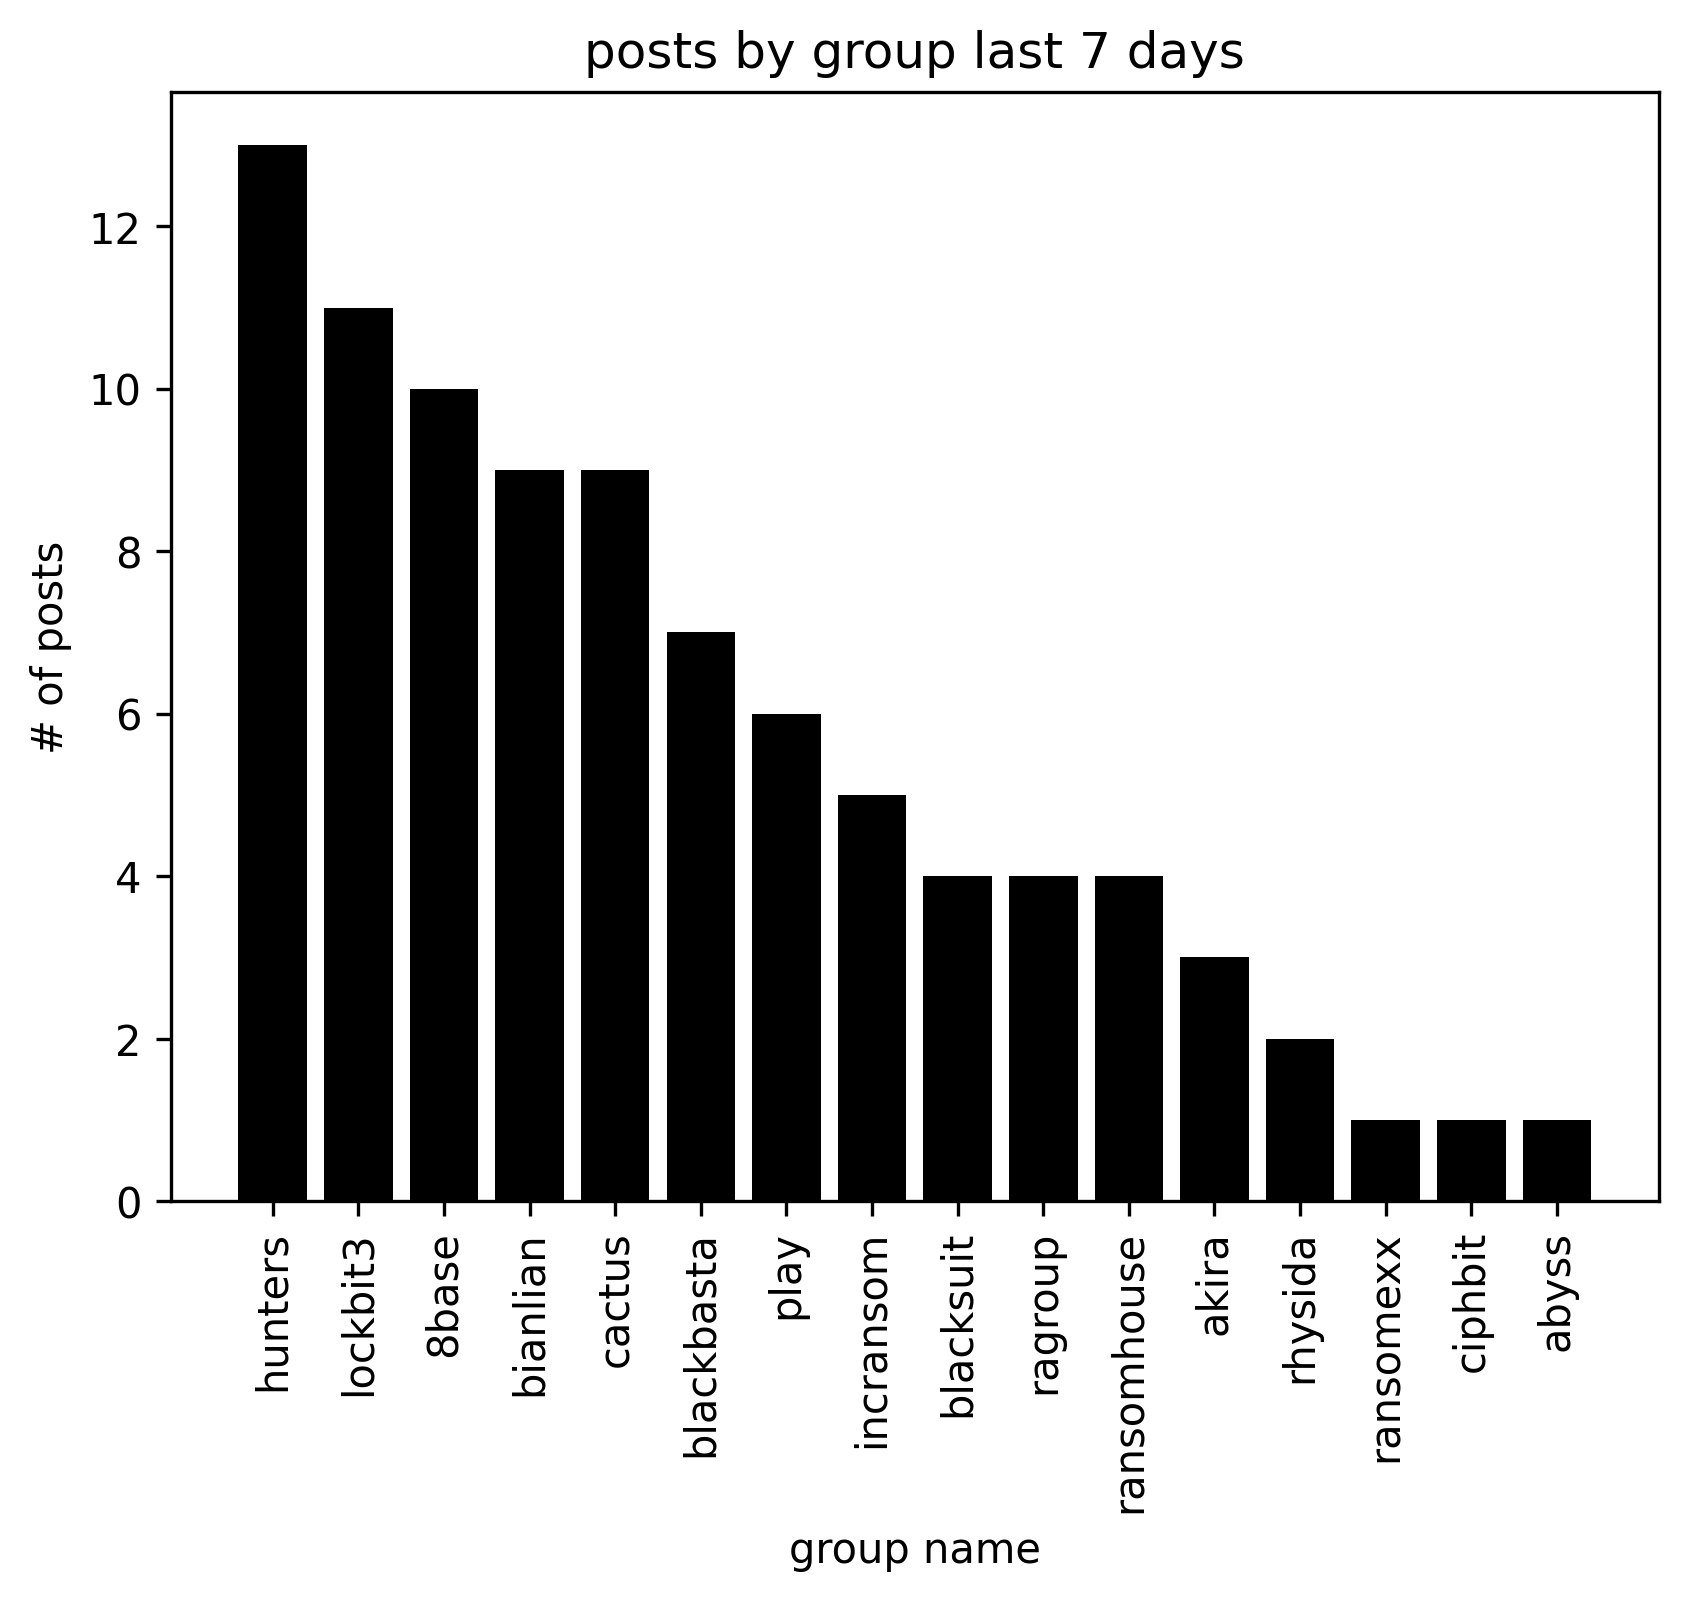 posts by group last 7 days
# of posts
12
10
8
6
4
2
0
hunters
lockbit3
8base
bianlian
cactus
blackbasta
play
incransom
blacksuit
ragroup
ransomhouse
akira
rhysida
ransomexx
ciphbit
abyss
group name